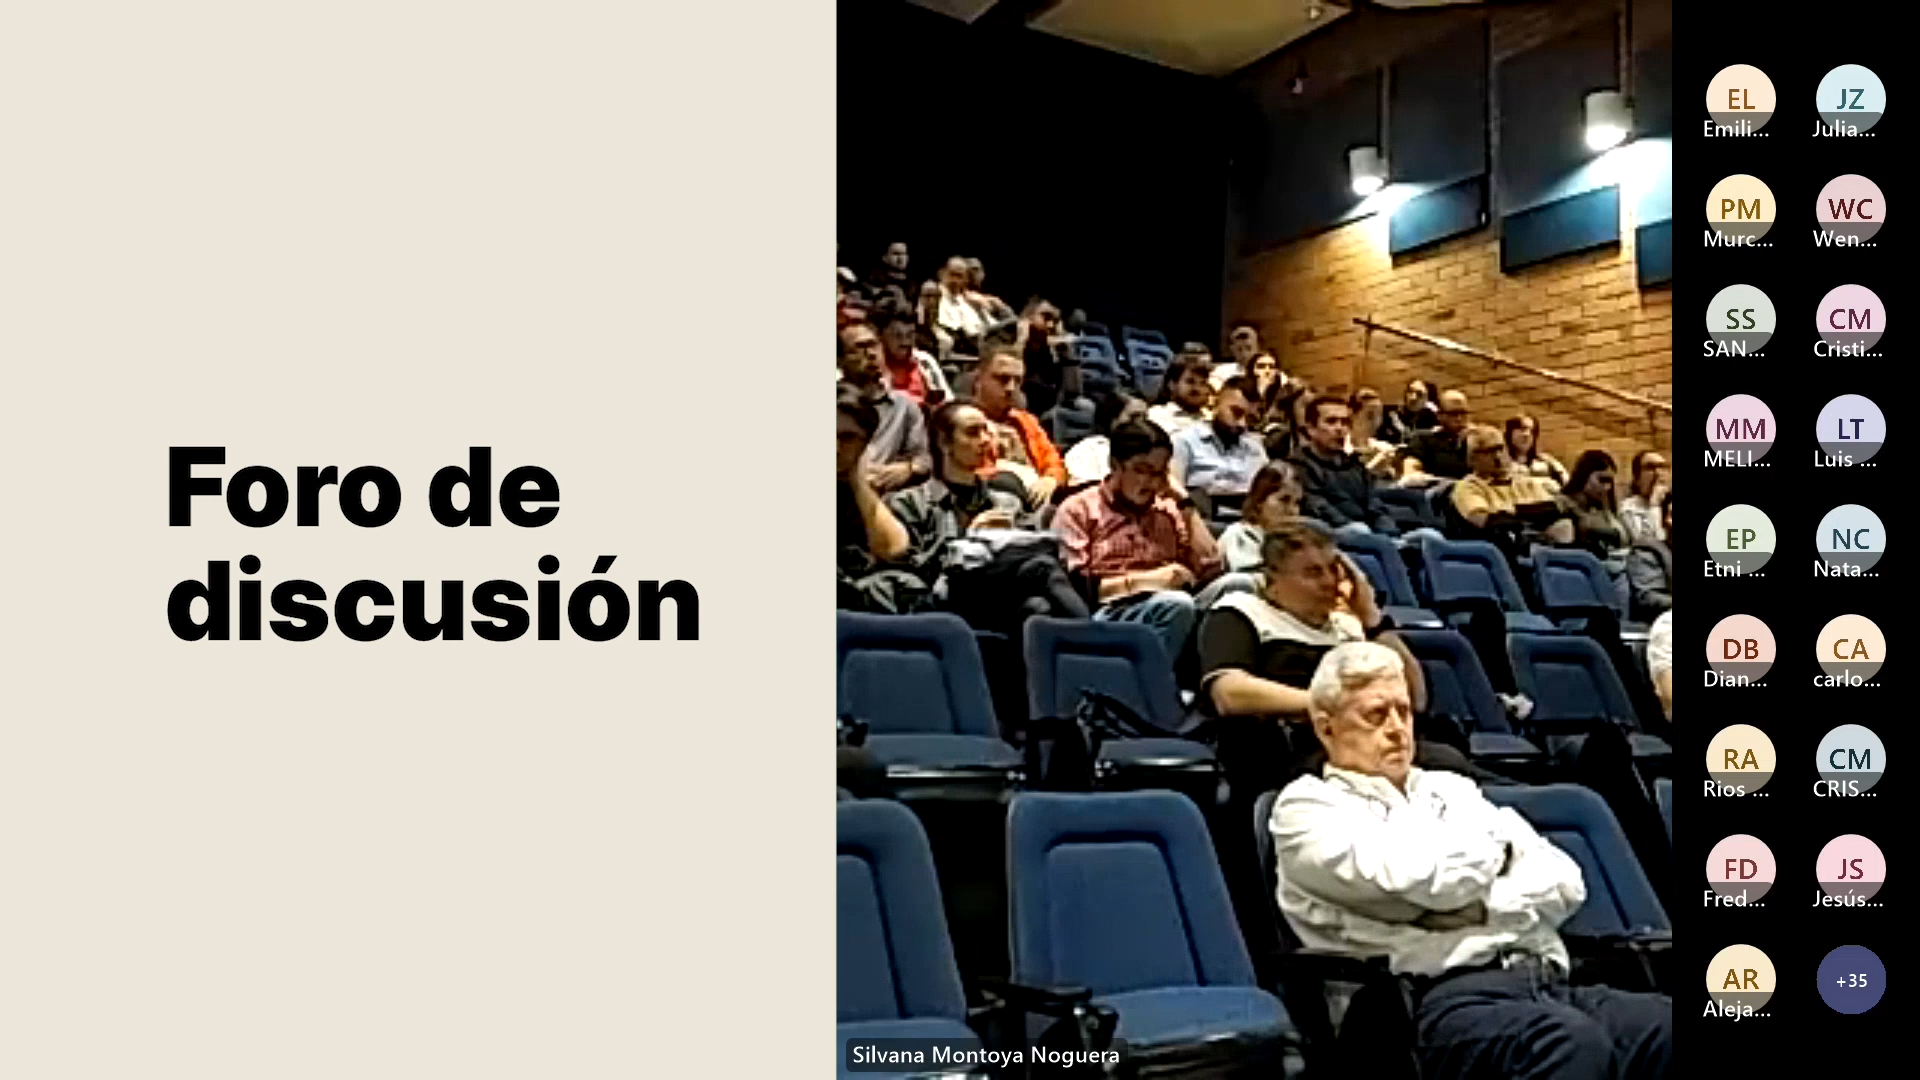 Foro de
discusión
Silvana Montoya Noguera
EL
Emili...
JZ
Julia...
PM
Murc...
WC
Wen...
SS
SAN...
CM
Cristi...
MM
MELI...
LT
Luis ...
EP
Etni ...
NC
Nata...
DB
Dian...
CA
carlo...
RA
Rios ...
CM
CRIS...
FD
Fred...
JS
Jesús...
AR
Aleja...
+35